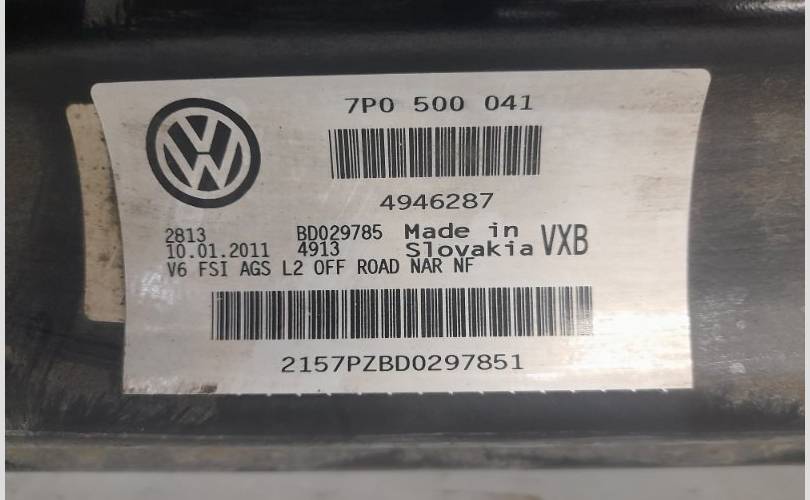 7P0 500 041
4946287
2813 BD029785 Made in
10.01.2011 4913 Slovakia VXB
V6 FSI AGS L2 OFF ROAD NAR NF
2157PZBD0297851